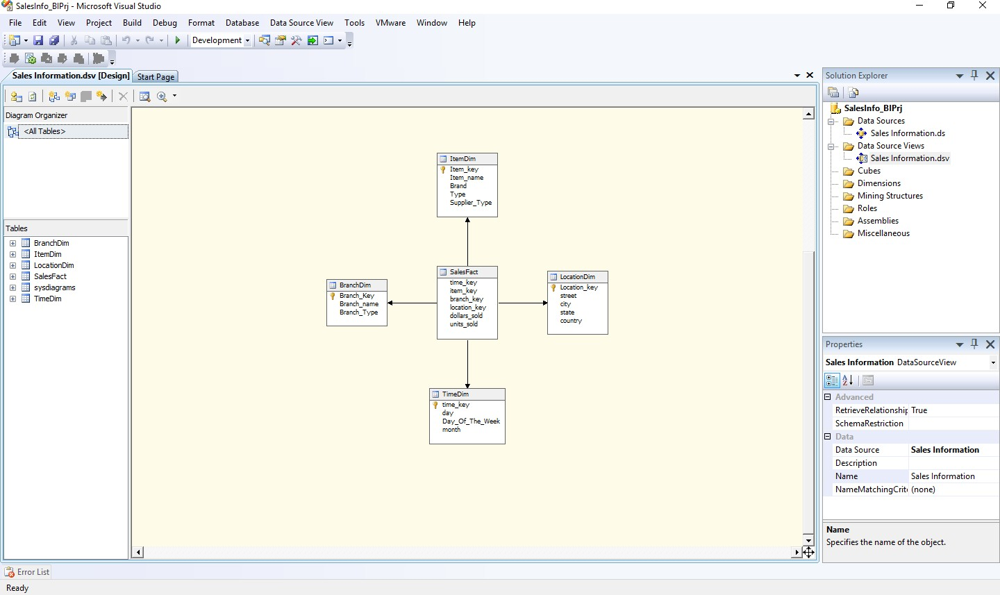 SalesInfo_BIPrj - Microsoft Visual Studio
File Edit View Project Build Debug Format Database Data Source View Tools VMware Window Help
Development
Sales Information.dsv [Design] Start Page
Diagram Organizer
<All Tables>
Tables
BranchDim
ItemDim
LocationDim
SalesFact
sysdiagrams
TimeDim
ItemDim
Item_key
Item_name
Brand
Type
Supplier_Type
BranchDim
Branch_Key
Branch_name
Branch_Type
SalesFact
time_key
item_key
branch_key
location_key
dollars_sold
units_sold
LocationDim
Location_key
street
city
state
country
TimeDim
time_key
day
Day_Of_The_Week
month
Solution Explorer
SalesInfo_BIPrj
Data Sources
Sales Information.ds
Data Source Views
Sales Information.dsv
Cubes
Dimensions
Mining Structures
Roles
Assemblies
Miscellaneous
Properties
Sales Information DataSourceView
Advanced
RetrieveRelationship True
SchemaRestriction
Data
Data Source Sales Information
Description
Name Sales Information
NameMatchingCrite (none)
Name
Specifies the name of the object.
Error List
Ready